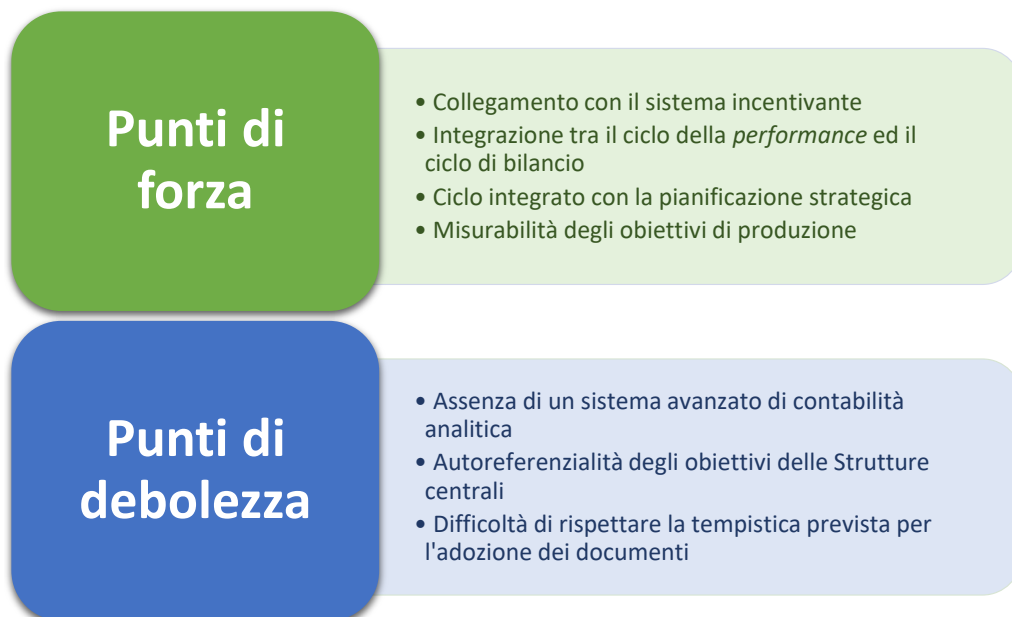 Punti di
forza
• Collegamento con il sistema incentivante
• Integrazione tra il ciclo della performance ed il
ciclo di bilancio
• Ciclo integrato con la pianificazione strategica
• Misurabilità degli obiettivi di produzione
Punti di
debolezza
• Assenza di un sistema avanzato di contabilità
analitica
• Autoreferenzialità degli obiettivi delle Strutture
centrali
• Difficoltà di rispettare la tempistica prevista per
l'adozione dei documenti